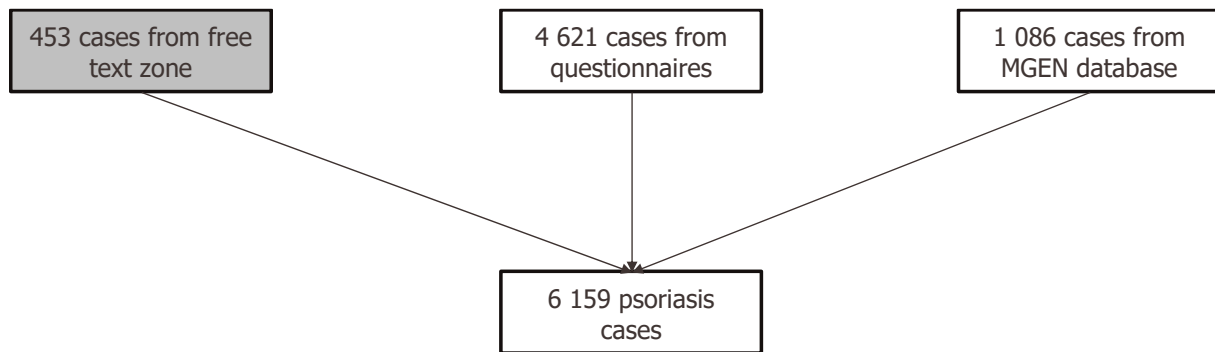 453 cases from free
text zone
4 621 cases from
questionnaires
1 086 cases from
MGEN database
6 159 psoriasis
cases